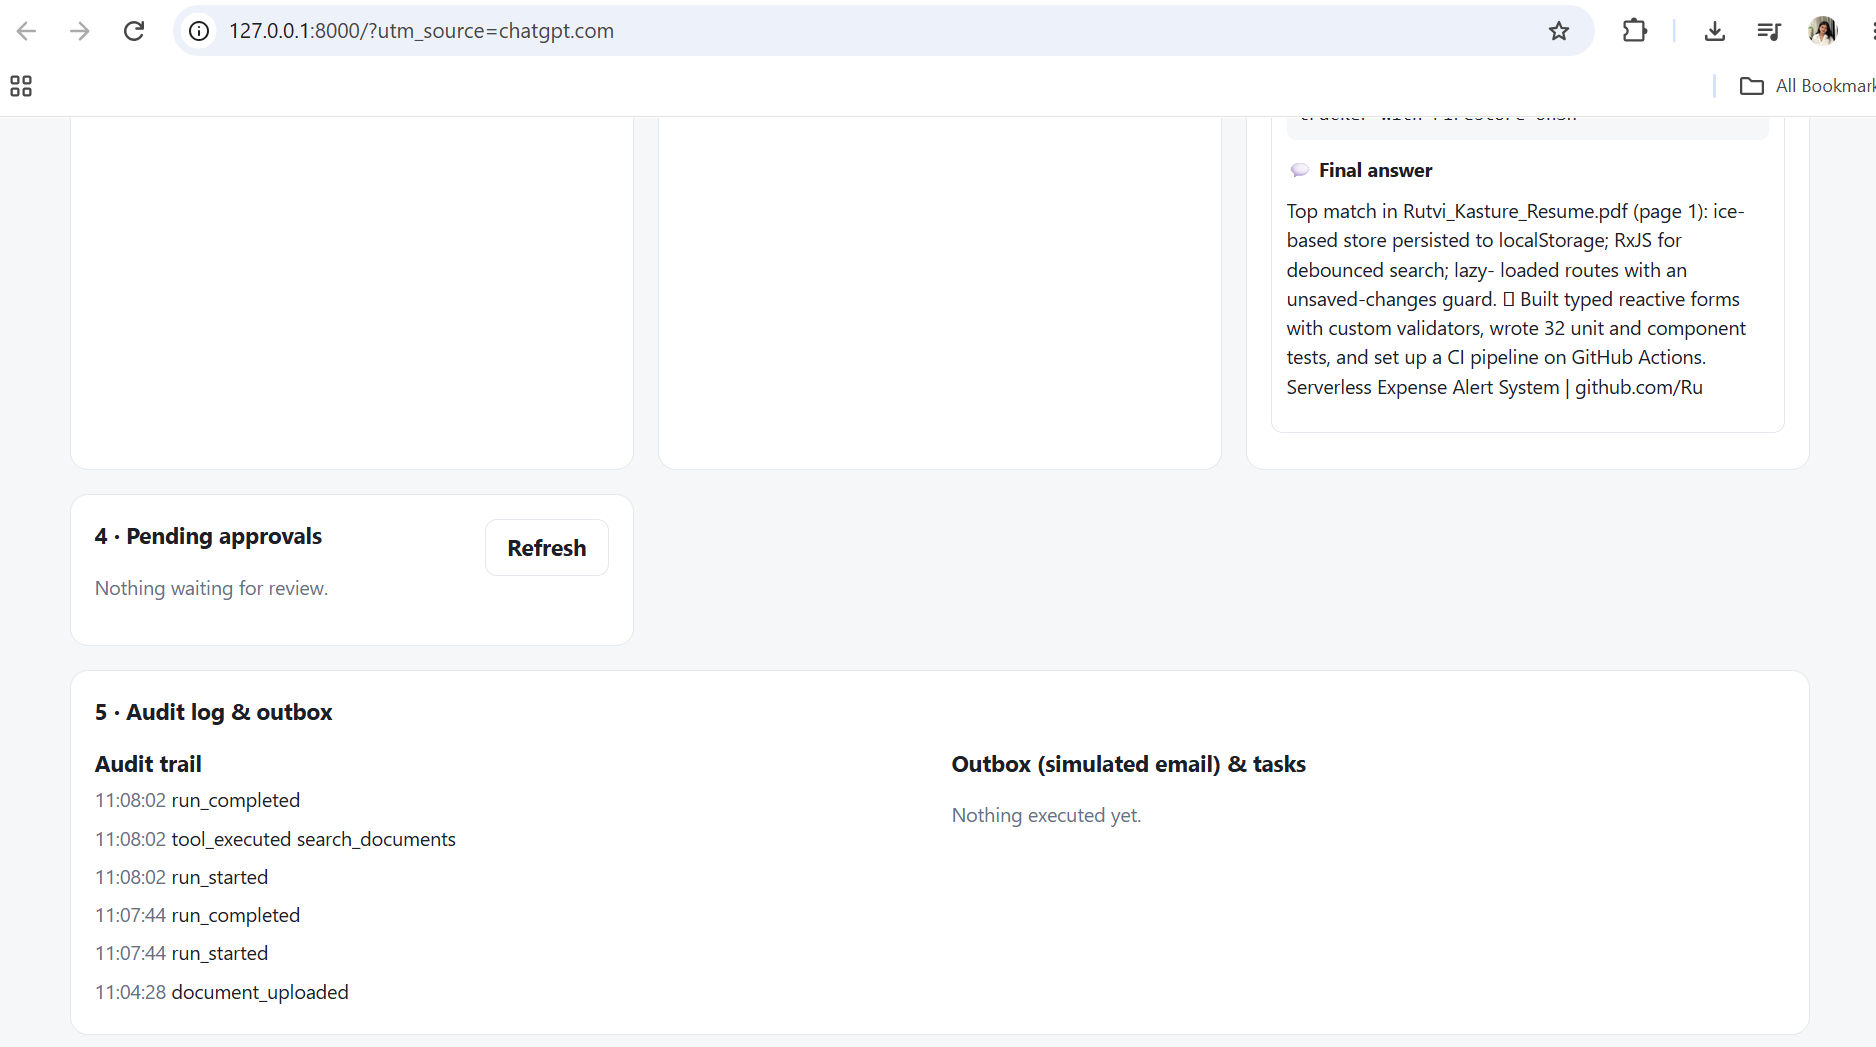 127.0.0.1:8000/?utm_source=chatgpt.com
All Bookmark
Final answer
Top match in Rutvi_Kasture_Resume.pdf (page 1): ice-
based store persisted to localStorage; RxJS for
debounced search; lazy- loaded routes with an
unsaved-changes guard. ▯ Built typed reactive forms
with custom validators, wrote 32 unit and component
tests, and set up a CI pipeline on GitHub Actions.
Serverless Expense Alert System | github.com/Ru
4 · Pending approvals
Refresh
Nothing waiting for review.
5 · Audit log & outbox
Audit trail
11:08:02 run_completed
11:08:02 tool_executed search_documents
11:08:02 run_started
11:07:44 run_completed
11:07:44 run_started
11:04:28 document_uploaded
Outbox (simulated email) & tasks
Nothing executed yet.